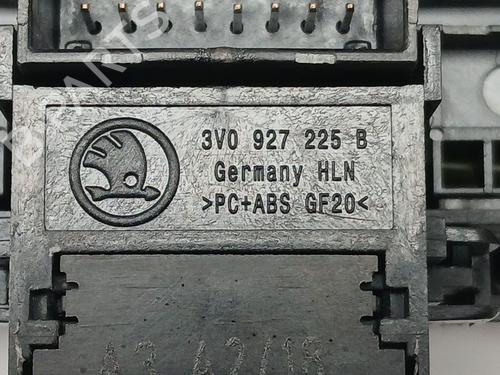 3V0 927 225 B
Germany HLN
>PC+ABS GF20<